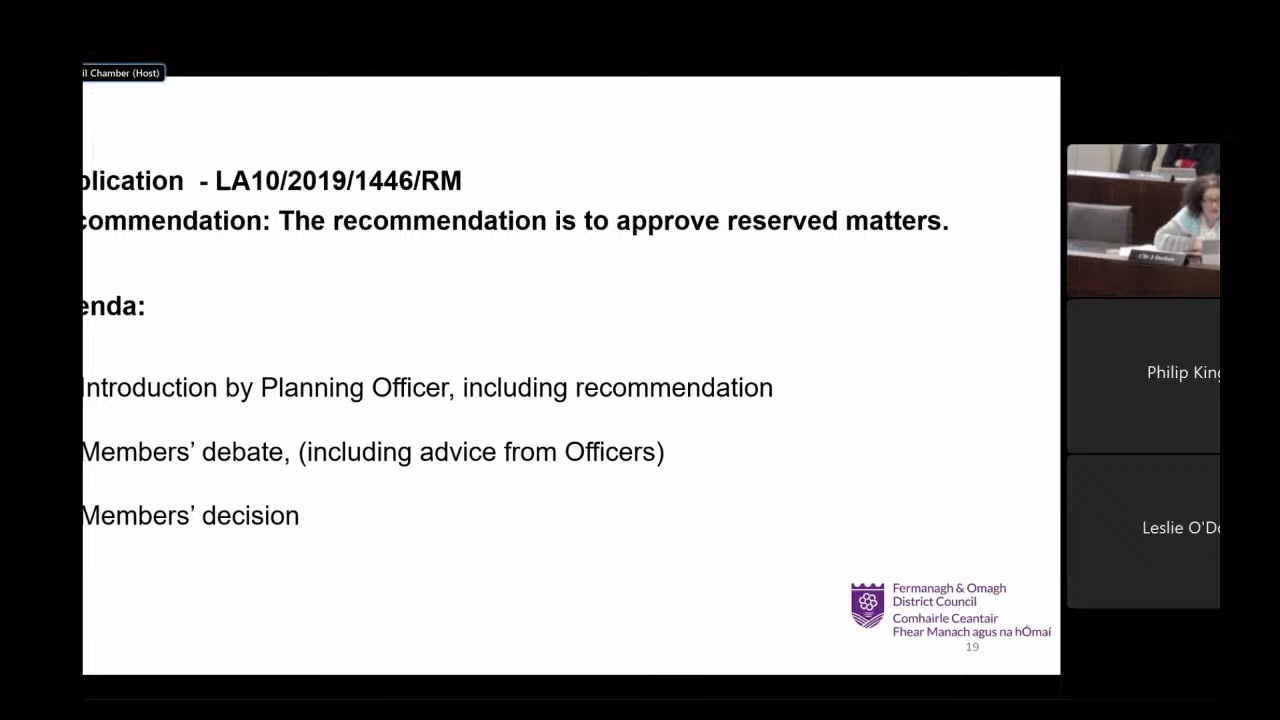 il Chamber (Host)
plication - LA10/2019/1446/RM
commendation: The recommendation is to approve reserved matters.
enda:
Introduction by Planning Officer, including recommendation
Members’ debate, (including advice from Officers)
Members’ decision
Fermanagh & Omagh
District Council
Comhairle Ceantair
Fhear Manach agus na hÓmaí
19
Philip King
Leslie O'Do